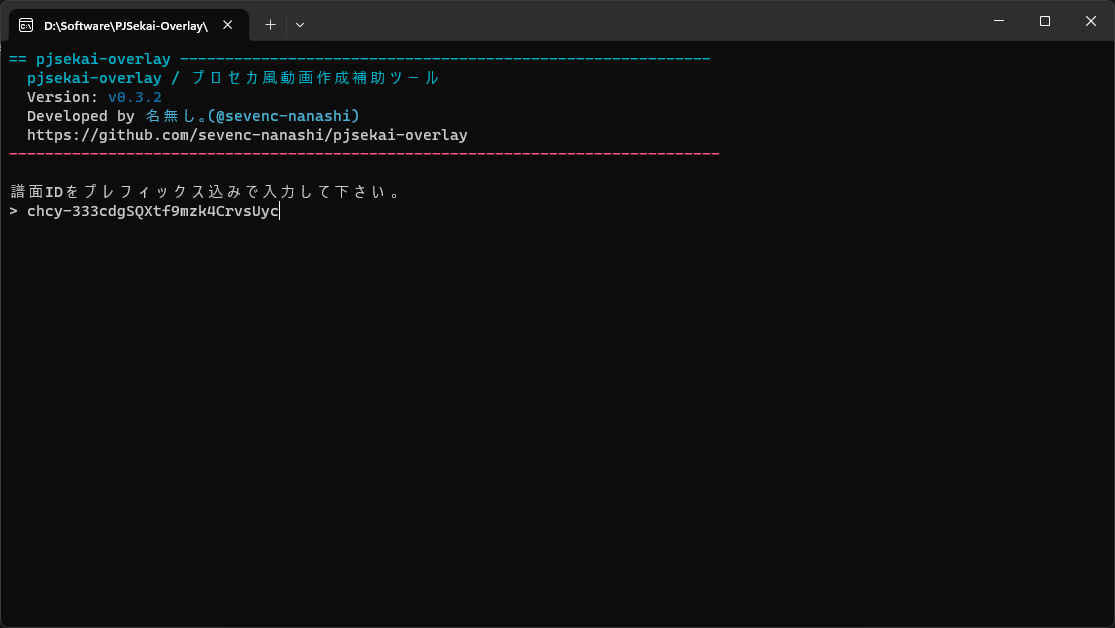 D:\Software\PJSekai-Overlay\
== pjsekai-overlay -----------------------------------------------------------
pjsekai-overlay / プロセカ風動画作成補助ツール
Version: v0.3.2
Developed by 名無し｡(@sevenc-nanashi)
https://github.com/sevenc-nanashi/pjsekai-overlay
-------------------------------------------------------------------------------
譜面IDをプレフィックス込みで入力して下さい。
> chcy-333cdgSQXtf9mzk4CrvsUyc